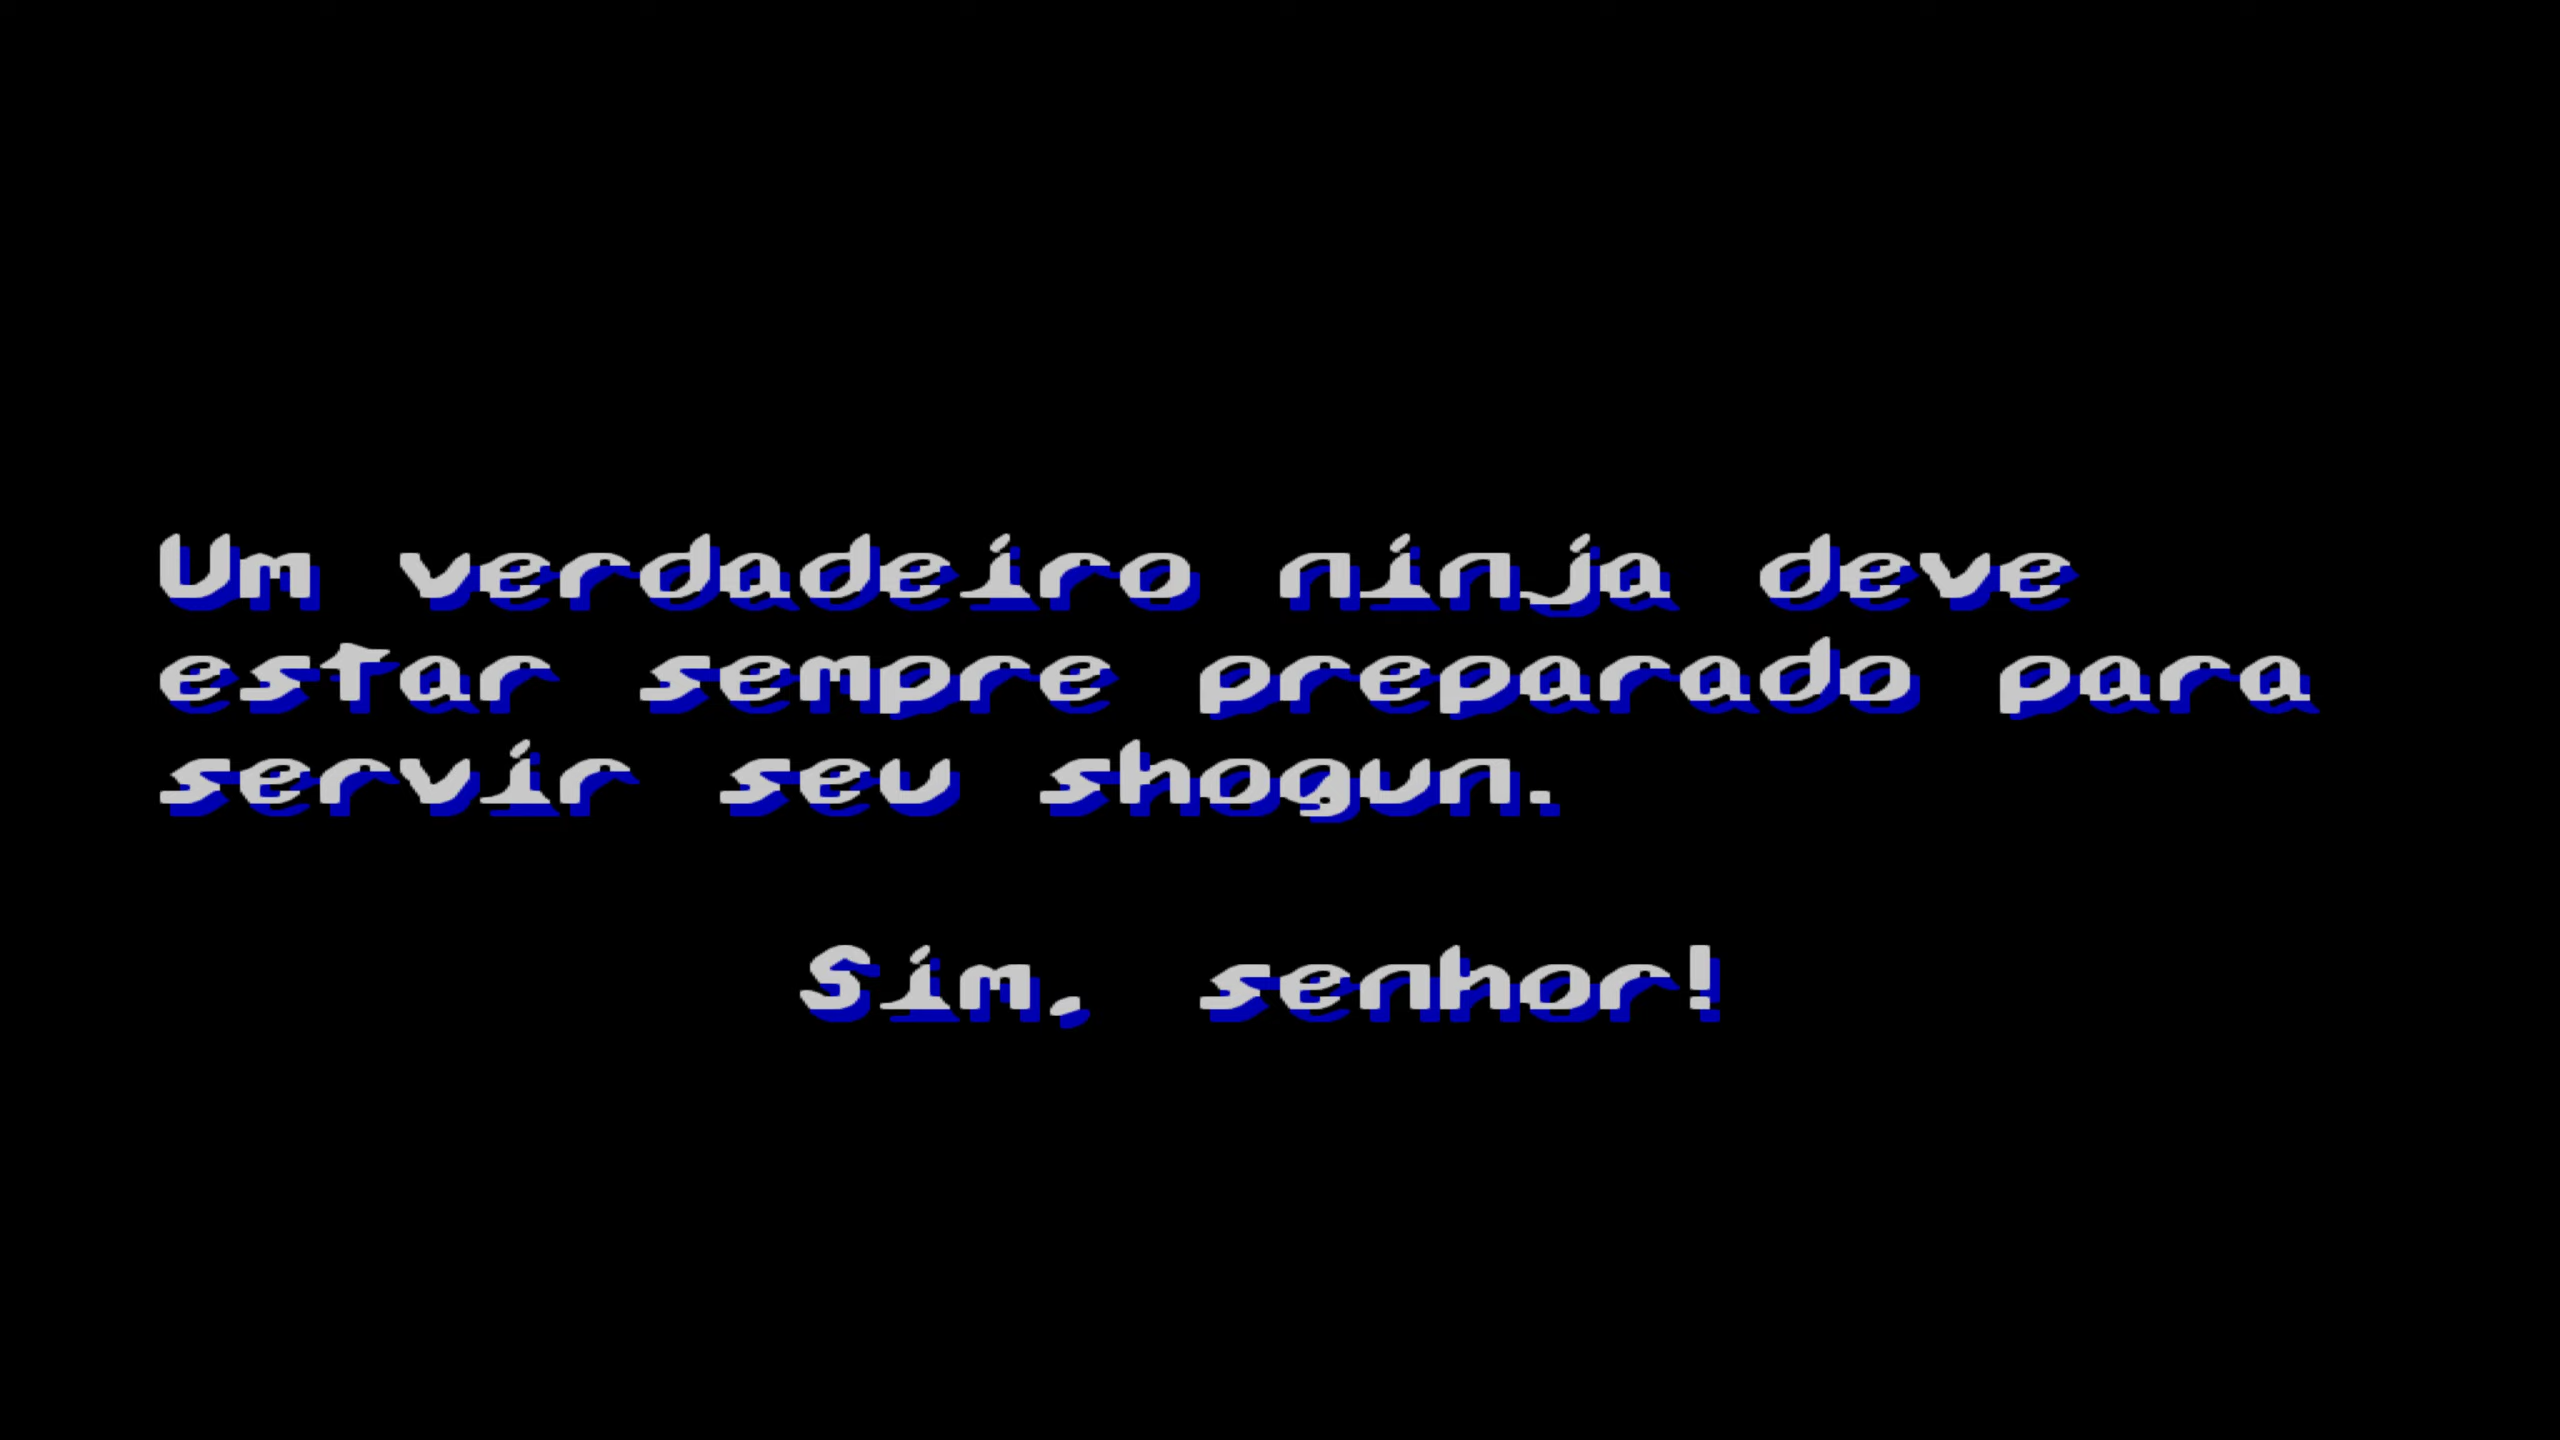 Um verdadeiro ninja deve
estar sempre preparado para
servir seu shogun.
Sim, senhor!